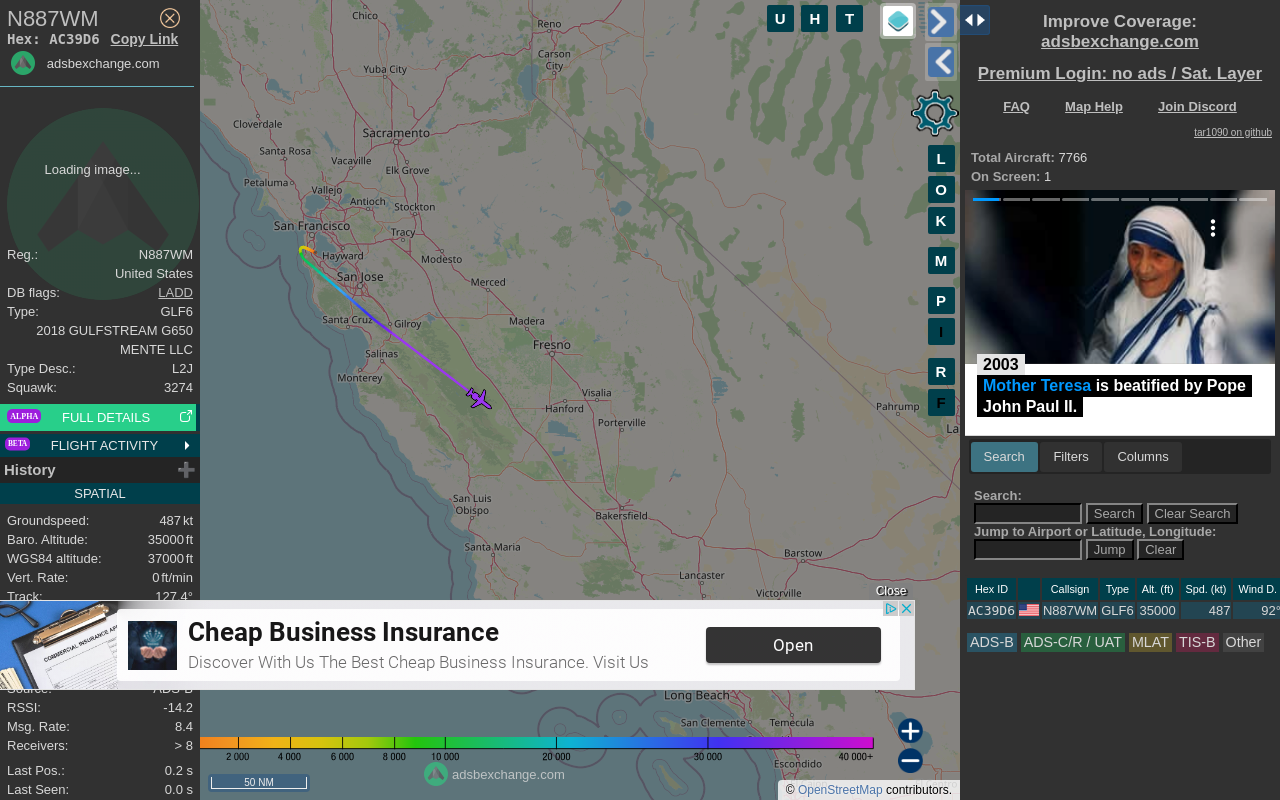 N887WM
Hex: AC39D6 Copy Link
adsbexchange.com
Loading image...
Reg.: N887WM
United States
DB flags: LADD
Type: GLF6
2018 GULFSTREAM G650
MENTE LLC
Type Desc.: L2J
Squawk: 3274
ALPHA FULL DETAILS
BETA FLIGHT ACTIVITY
History
SPATIAL
Groundspeed: 487 kt
Baro. Altitude: 35000 ft
WGS84 altitude: 37000 ft
Vert. Rate: 0 ft/min
Track: 127.4°
Source: ADS-B
RSSI: -14.2
Msg. Rate: 8.4
Receivers: > 8
Last Pos.: 0.2 s
Last Seen: 0.0 s
U H T
L
O
K
M
P
I
R
F
Chico
Reno
Carson
City
Yuba City
Cloverdale
Sacramento
Santa Rosa
Vacaville
Elk Grove
Petaluma
Vallejo
Antioch
Stockton
San Francisco
Tracy
Hayward
Modesto
San Jose
Merced
Santa Cruz
Gilroy
Madera
Salinas
Fresno
Monterey
Visalia
Hanford
Porterville
Pahrump
La
San Luis
Obispo
Bakersfield
Santa Maria
Barstow
Lancaster
Victorville
Long Beach
San Clemente
Temecula
Escondido
Close
Cheap Business Insurance
Discover With Us The Best Cheap Business Insurance. Visit Us
Open
2 000 4 000 6 000 8 000 10 000 20 000 30 000 40 000+
50 NM
adsbexchange.com
© OpenStreetMap contributors.
Improve Coverage:
adsbexchange.com
Premium Login: no ads / Sat. Layer
FAQ Map Help Join Discord
tar1090 on github
Total Aircraft: 7766
On Screen: 1
2003
Mother Teresa is beatified by Pope
John Paul II.
Search Filters Columns
Search:
Search Clear Search
Jump to Airport or Latitude, Longitude:
Jump Clear
Hex ID Callsign Type Alt. (ft) Spd. (kt) Wind D.
AC39D6 N887WM GLF6 35000 487 92°
ADS-B ADS-C/R / UAT MLAT TIS-B Other